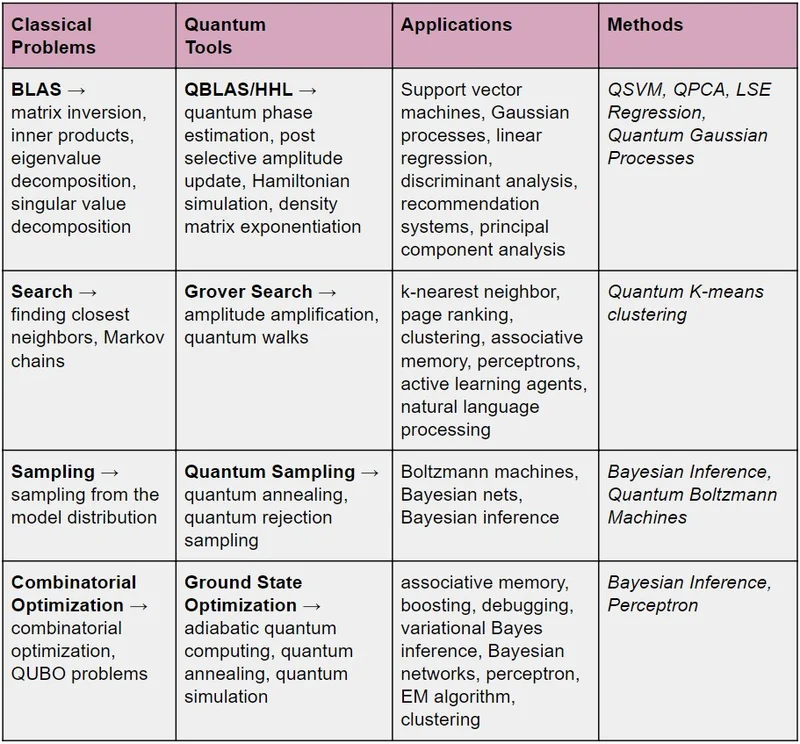 Classical
Problems
Quantum
Tools
Applications
Methods
BLAS →
matrix inversion,
inner products,
eigenvalue
decomposition,
singular value
decomposition
QBLAS/HHL →
quantum phase
estimation, post
selective amplitude
update, Hamiltonian
simulation, density
matrix exponentiation
Support vector
machines, Gaussian
processes, linear
regression,
discriminant analysis,
recommendation
systems, principal
component analysis
QSVM, QPCA, LSE
Regression,
Quantum Gaussian
Processes
Search →
finding closest
neighbors, Markov
chains
Grover Search →
amplitude amplification,
quantum walks
k-nearest neighbor,
page ranking,
clustering, associative
memory, perceptrons,
active learning agents,
natural language
processing
Quantum K-means
clustering
Sampling →
sampling from the
model distribution
Quantum Sampling →
quantum annealing,
quantum rejection
sampling
Boltzmann machines,
Bayesian nets,
Bayesian inference
Bayesian Inference,
Quantum Boltzmann
Machines
Combinatorial
Optimization →
combinatorial
optimization,
QUBO problems
Ground State
Optimization →
adiabatic quantum
computing, quantum
annealing, quantum
simulation
associative memory,
boosting, debugging,
variational Bayes
inference, Bayesian
networks, perceptron,
EM algorithm,
clustering
Bayesian Inference,
Perceptron